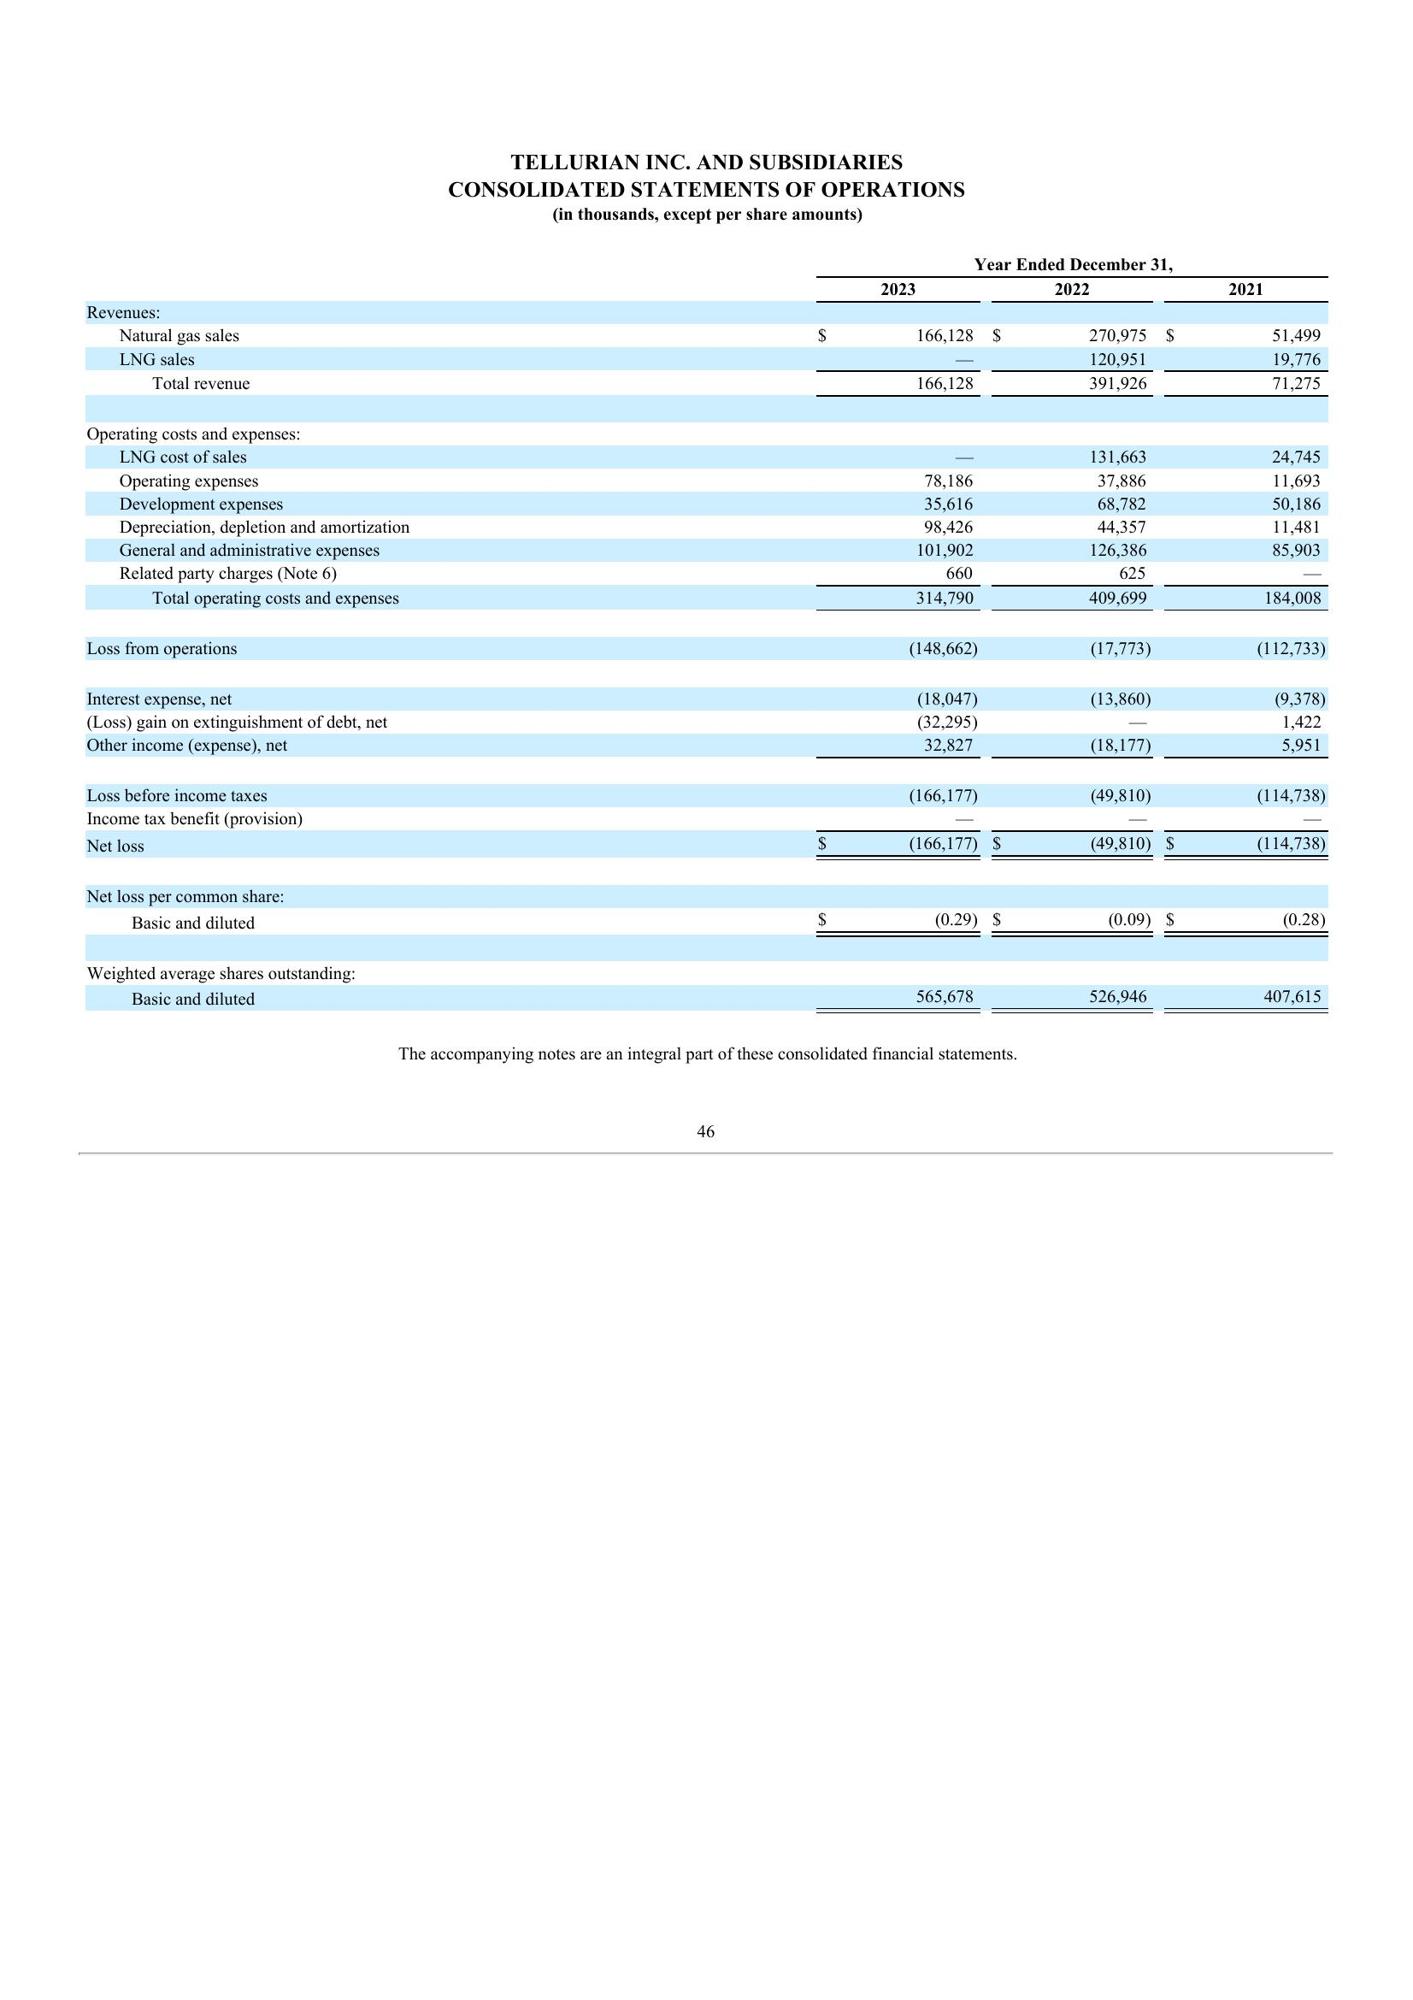 TELLURIAN INC. AND SUBSIDIARIES
CONSOLIDATED STATEMENTS OF OPERATIONS
(in thousands, except per share amounts)
Year Ended December 31,
2023 2022 2021
Revenues:
Natural gas sales $ 166,128 $ 270,975 $ 51,499
LNG sales — 120,951 19,776
Total revenue 166,128 391,926 71,275
Operating costs and expenses:
LNG cost of sales — 131,663 24,745
Operating expenses 78,186 37,886 11,693
Development expenses 35,616 68,782 50,186
Depreciation, depletion and amortization 98,426 44,357 11,481
General and administrative expenses 101,902 126,386 85,903
Related party charges (Note 6) 660 625 —
Total operating costs and expenses 314,790 409,699 184,008
Loss from operations (148,662) (17,773) (112,733)
Interest expense, net (18,047) (13,860) (9,378)
(Loss) gain on extinguishment of debt, net (32,295) — 1,422
Other income (expense), net 32,827 (18,177) 5,951
Loss before income taxes (166,177) (49,810) (114,738)
Income tax benefit (provision) — — —
Net loss $ (166,177) $ (49,810) $ (114,738)
Net loss per common share:
Basic and diluted $ (0.29) $ (0.09) $ (0.28)
Weighted average shares outstanding:
Basic and diluted 565,678 526,946 407,615
The accompanying notes are an integral part of these consolidated financial statements.
46